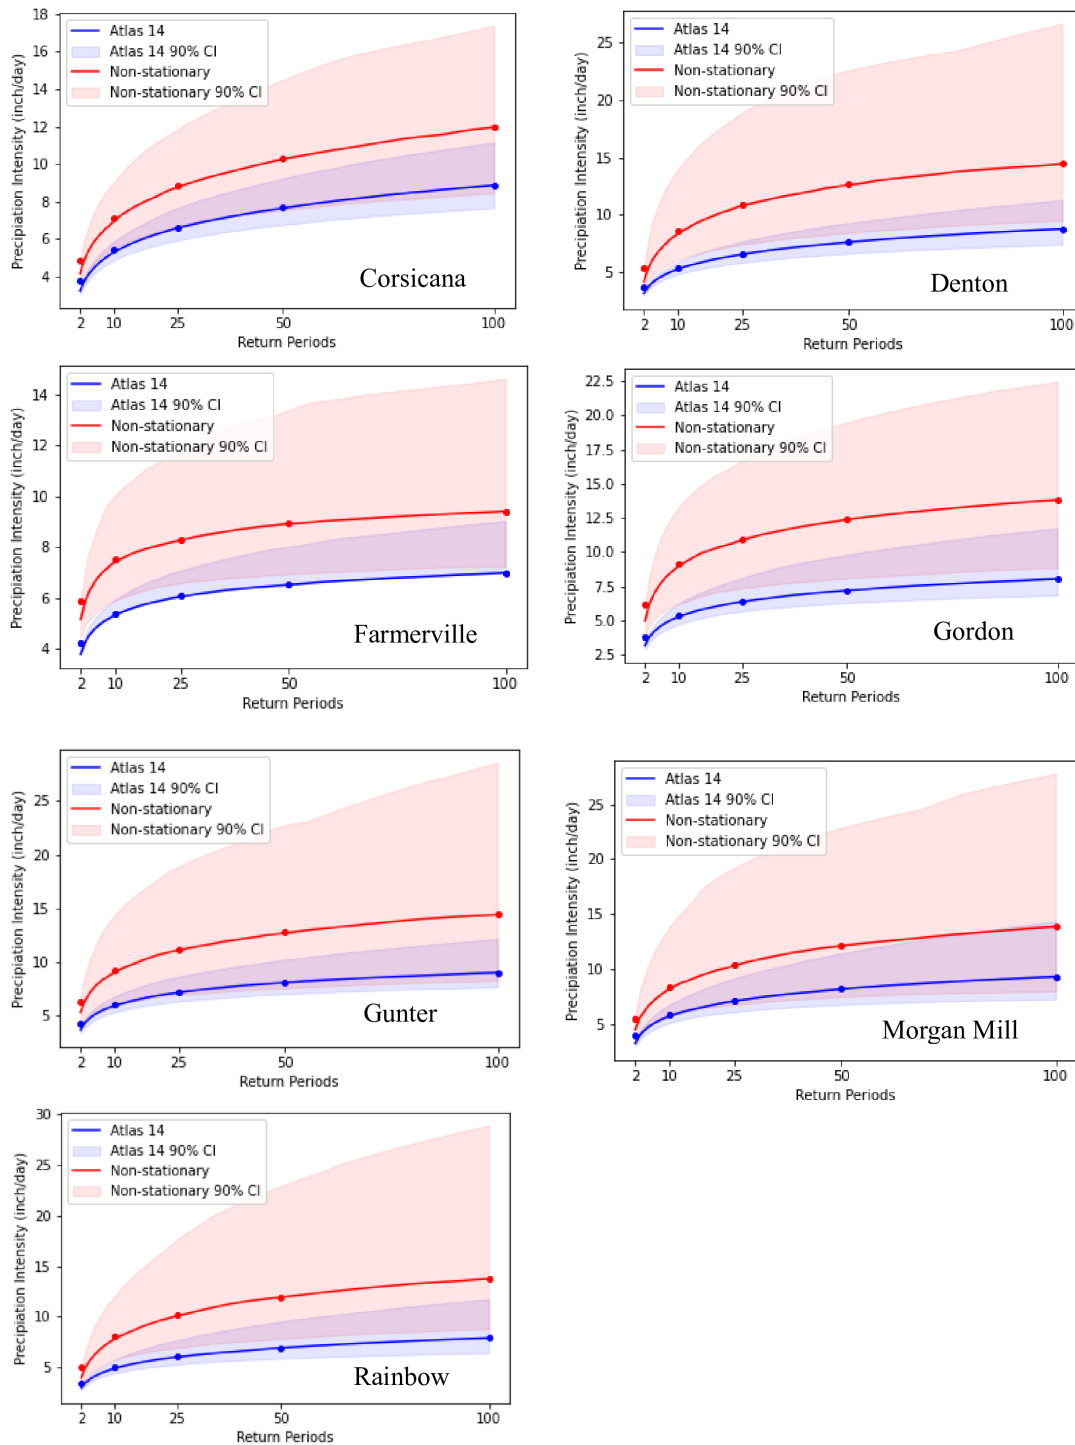 18
16
14
12
10
8
6
4
Precipiation Intensity (inch/day)
Atlas 14
Atlas 14 90% CI
Non-stationary
Non-stationary 90% CI
Corsicana
2 10 25 50 100
Return Periods
25
20
15
10
5
Precipiation Intensity (inch/day)
Atlas 14
Atlas 14 90% CI
Non-stationary
Non-stationary 90% CI
Denton
2 10 25 50 100
Return Periods
14
12
10
8
6
4
Precipiation Intensity (inch/day)
Atlas 14
Atlas 14 90% CI
Non-stationary
Non-stationary 90% CI
Farmerville
2 10 25 50 100
Return Periods
22.5
20.0
17.5
15.0
12.5
10.0
7.5
5.0
2.5
Precipiation Intensity (inch/day)
Atlas 14
Atlas 14 90% CI
Non-stationary
Non-stationary 90% CI
Gordon
2 10 25 50 100
Return Periods
25
20
15
10
5
Precipiation Intensity (inch/day)
Atlas 14
Atlas 14 90% CI
Non-stationary
Non-stationary 90% CI
Gunter
2 10 25 50 100
Return Periods
25
20
15
10
5
Precipiation Intensity (inch/day)
Atlas 14
Atlas 14 90% CI
Non-stationary
Non-stationary 90% CI
Morgan Mill
2 10 25 50 100
Return Periods
30
25
20
15
10
5
Precipiation Intensity (inch/day)
Atlas 14
Atlas 14 90% CI
Non-stationary
Non-stationary 90% CI
Rainbow
2 10 25 50 100
Return Periods